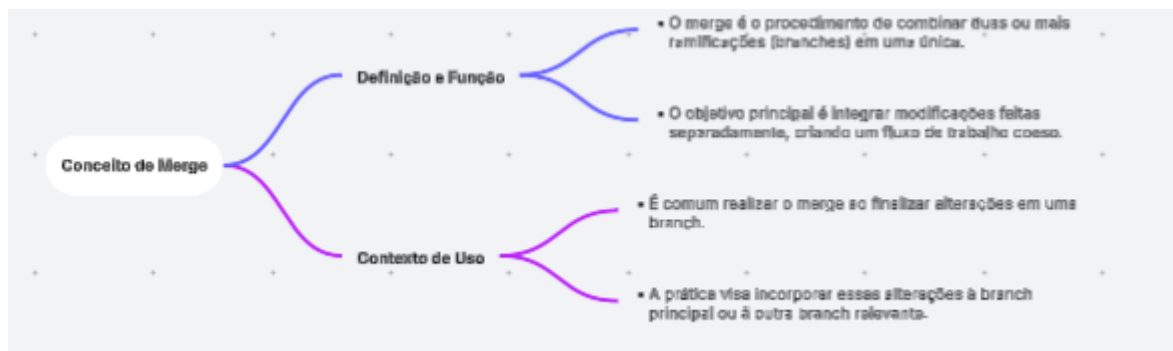 • O merge é o procedimento de combinar duas ou mais
ramificações (branches) em uma única.
Definição e Função
• O objetivo principal é integrar modificações feitas
separadamente, criando um fluxo de trabalho coeso.
Conceito de Merge
• É comum realizar o merge ao finalizar alterações em uma
branch.
Contexto de Uso
• A prática visa incorporar essas alterações à branch
principal ou à outra branch relevante.